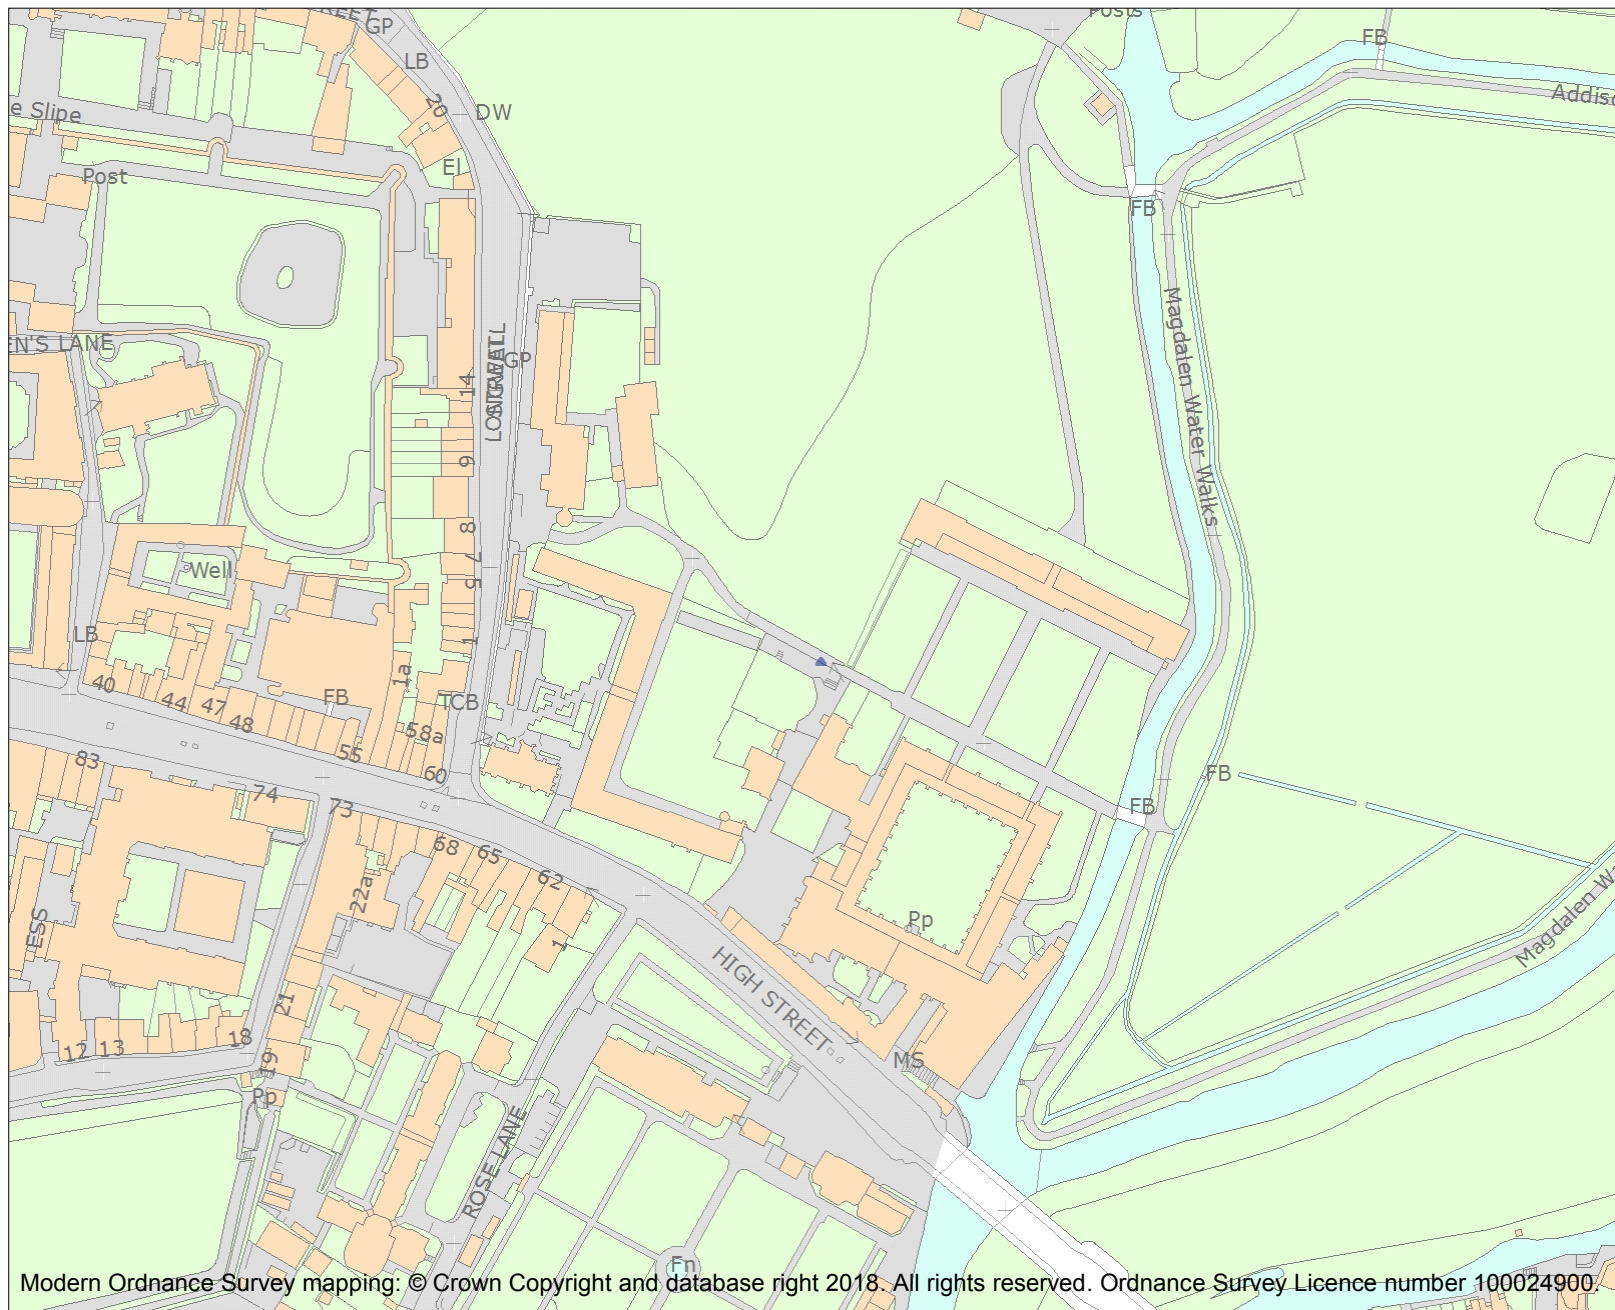 GP
Posts
LB
FB
20
DW
e Slipe
Addisc
El
Post
FB
EN'S LANE
GP
Magdalen Water Walks
14
9
8
7
5
Well
1
LB
1a
40
44
47
48
FB
TCB
58a
55
60
83
74
73
FB
FB
68
65
62
22a
ESS
1
Pp
Magdalen Wa
HIGH STREET
21
12
13
18
19
MS
Pp
ROSE LANE
Fn
Modern Ordnance Survey mapping: © Crown Copyright and database right 2018. All rights reserved. Ordnance Survey Licence number 100024900.